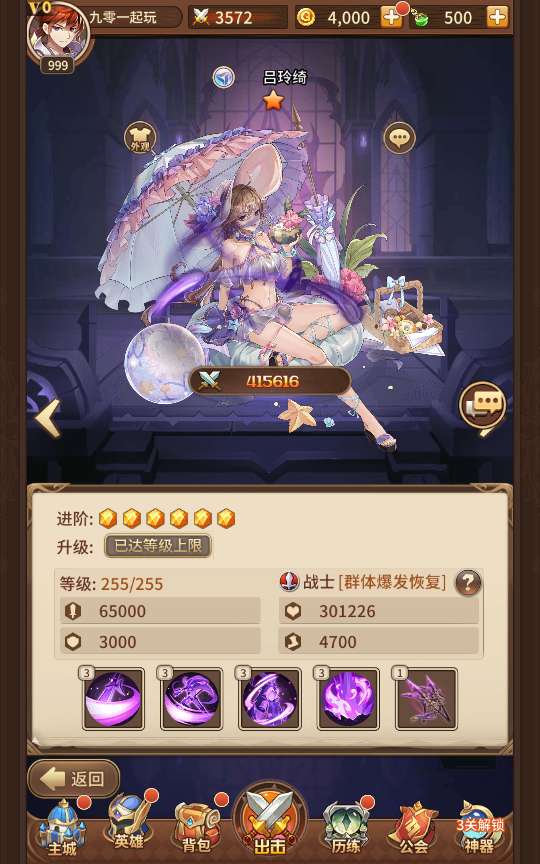 V0
九零一起玩
3572
4,000
500
999
吕玲绮
外观
415616
进阶:
升级: 已达等级上限
等级: 255/255
战士 [群体爆发恢复] ?
65000
301226
3000
4700
3
3
3
3
1
返回
3关解锁
主城
英雄
背包
出击
历练
公会
神器